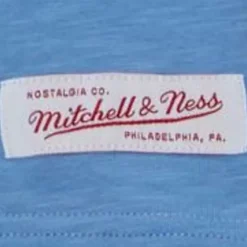 NOSTALGIA CO.
Mitchell & Ness
PHILADELPHIA, PA.